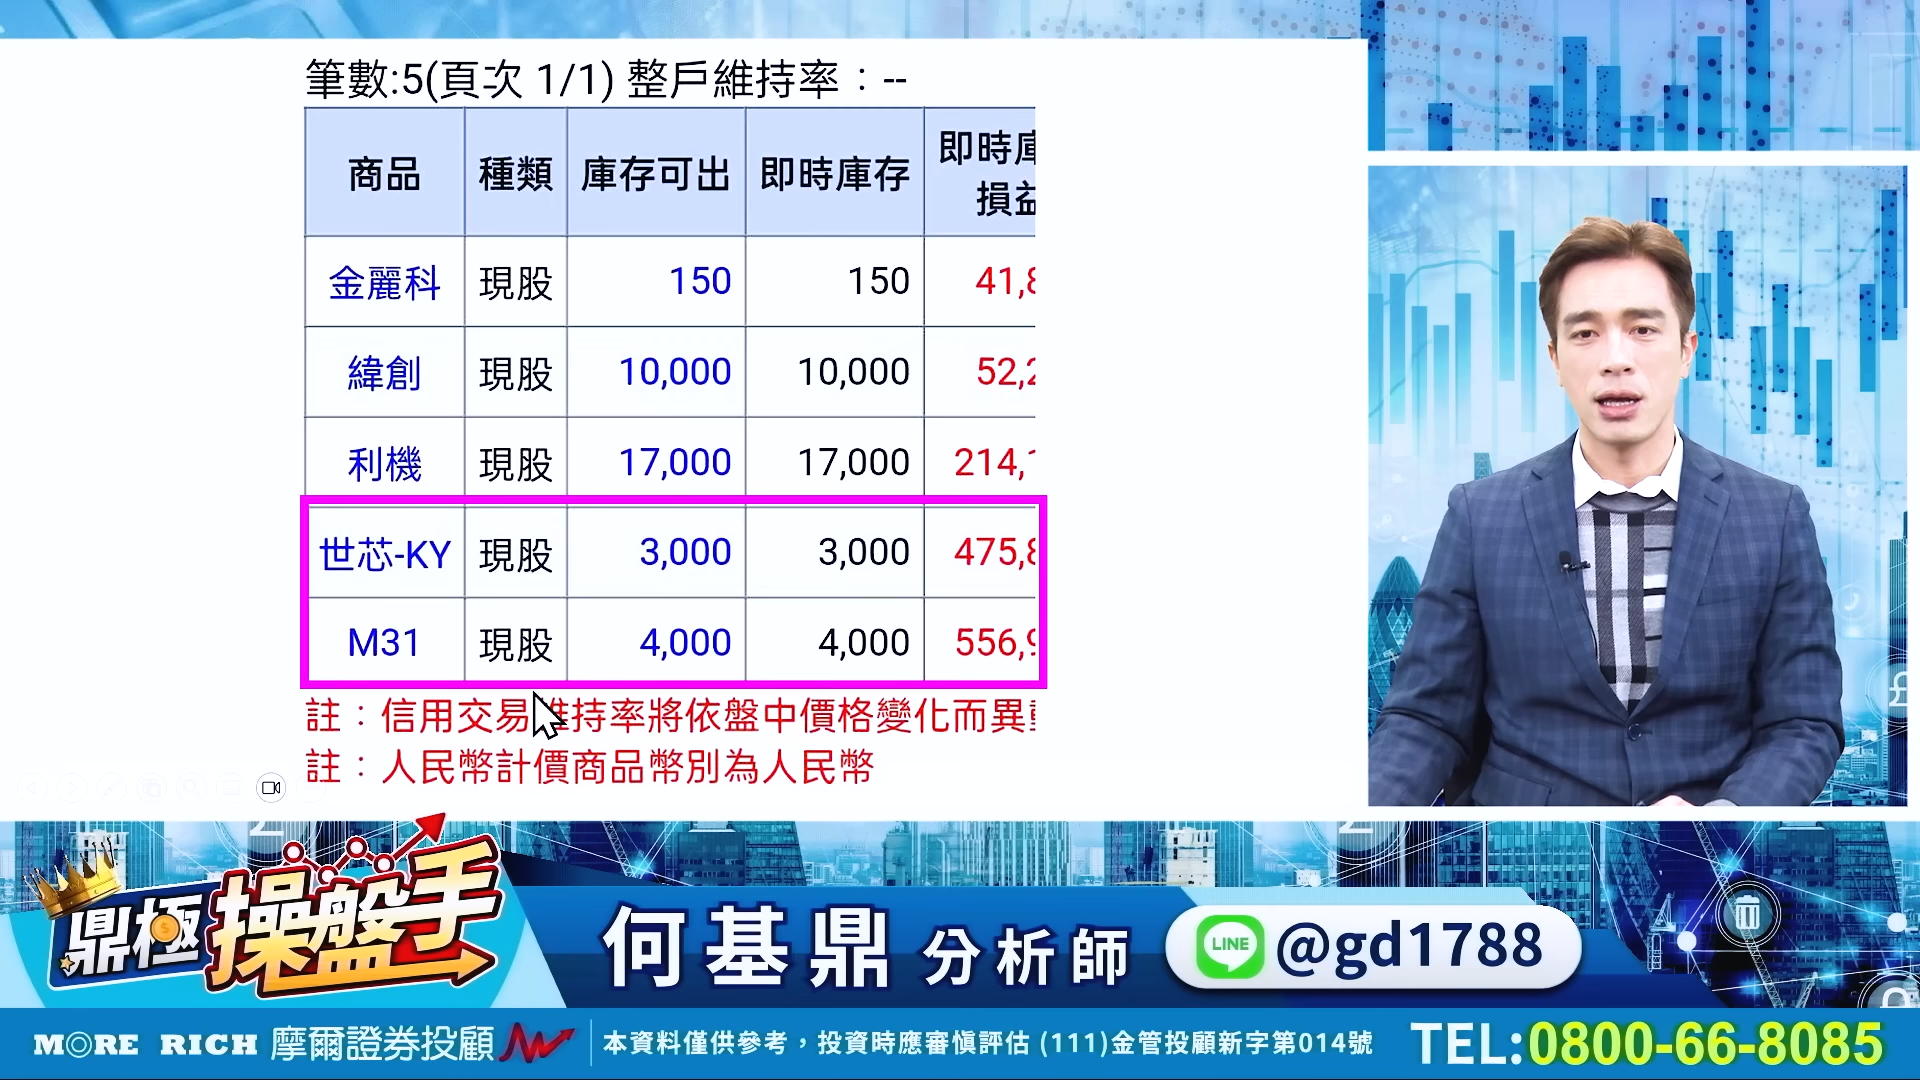 筆數:5(頁次 1/1) 整戶維持率：--
商品 種類 庫存可出 即時庫存 即時庫
損益
金麗科 現股 150 150 41,8
緯創 現股 10,000 10,000 52,2
利機 現股 17,000 17,000 214,1
世芯-KY 現股 3,000 3,000 475,8
M31 現股 4,000 4,000 556,9
註：信用交易維持率將依盤中價格變化而異動
註：人民幣計價商品幣別為人民幣
鼎極操盤手
何基鼎 分析師
LINE @gd1788
MORE RICH 摩爾證券投顧
本資料僅供參考，投資時應審慎評估 (111)金管投顧新字第014號
TEL:0800-66-8085